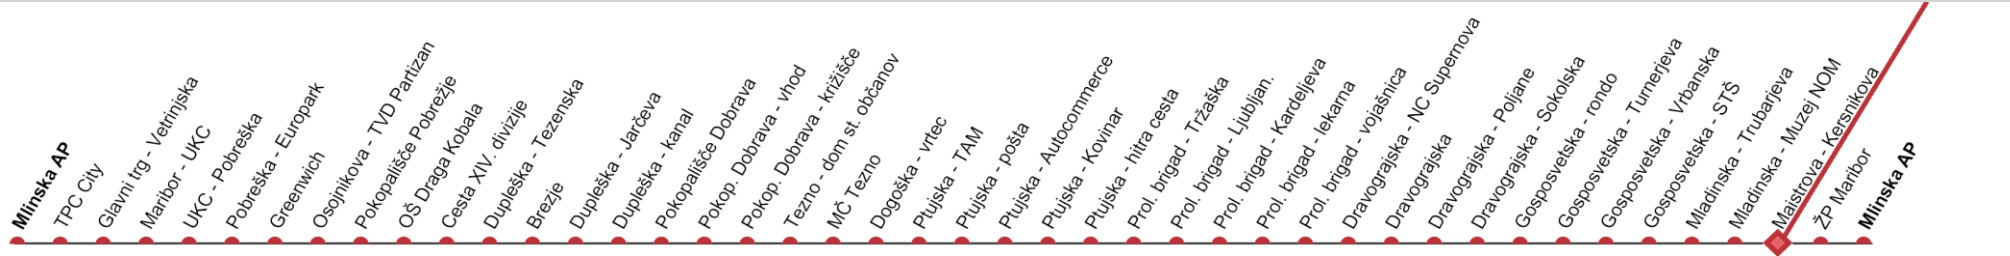 Mlinska AP
TPC City
Glavni trg - Vetrinjska
Maribor - UKC
UKC - Pobreška
Pobreška - Europark
Greenwich
Osojnikova - TVD Partizan
Pokopališče Pobrežje
OŠ Draga Kobala
Cesta XIV. divizije
Dupleška - Tezenska
Brezje
Dupleška - Jarčeva
Dupleška - kanal
Pokopališče Dobrava
Pokop. Dobrava - vhod
Pokop. Dobrava - križišče
Tezno - dom st. občanov
MČ Tezno
Dogoška - vrtec
Ptujska - TAM
Ptujska - pošta
Ptujska - Autocommerce
Ptujska - Kovinar
Ptujska - hitra cesta
Prol. brigad - Tržaška
Prol. brigad - Ljubljan.
Prol. brigad - Kardeljeva
Prol. brigad - lekarna
Prol. brigad - vojašnica
Dravograjska - NC Supernova
Dravograjska
Dravograjska - Poljane
Dravograjska - Sokolska
Gosposvetska - rondo
Gosposvetska - Turnerjeva
Gosposvetska - Vrbanska
Gosposvetska - STŠ
Mladinska - Trubarjeva
Mladinska - Muzej NOM
Maistrova - Kersnikova
ŽP Maribor
Mlinska AP